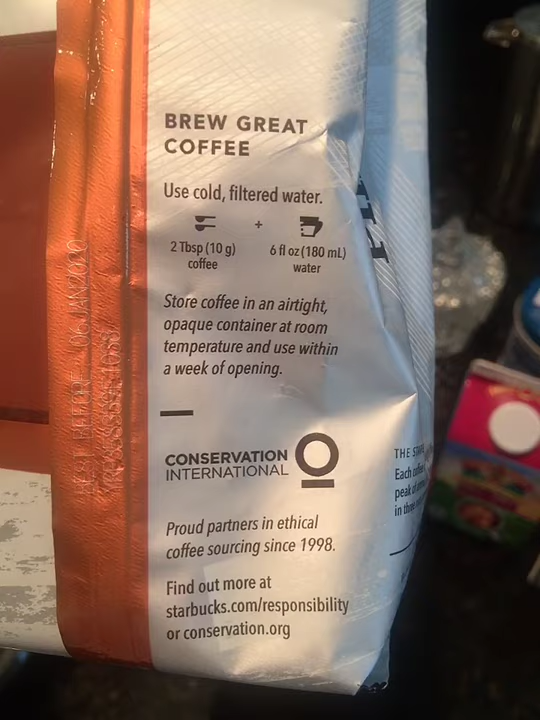 BREW GREAT
COFFEE
Use cold, filtered water.
+
2 Tbsp (10 g)
coffee
6 fl oz (180 mL)
water
Store coffee in an airtight,
opaque container at room
temperature and use within
a week of opening.
CONSERVATION
INTERNATIONAL
Proud partners in ethical
coffee sourcing since 1998.
Find out more at
starbucks.com/responsibility
or conservation.org
BEST BEFORE 06JAN2020
THE
Each
peak of
in